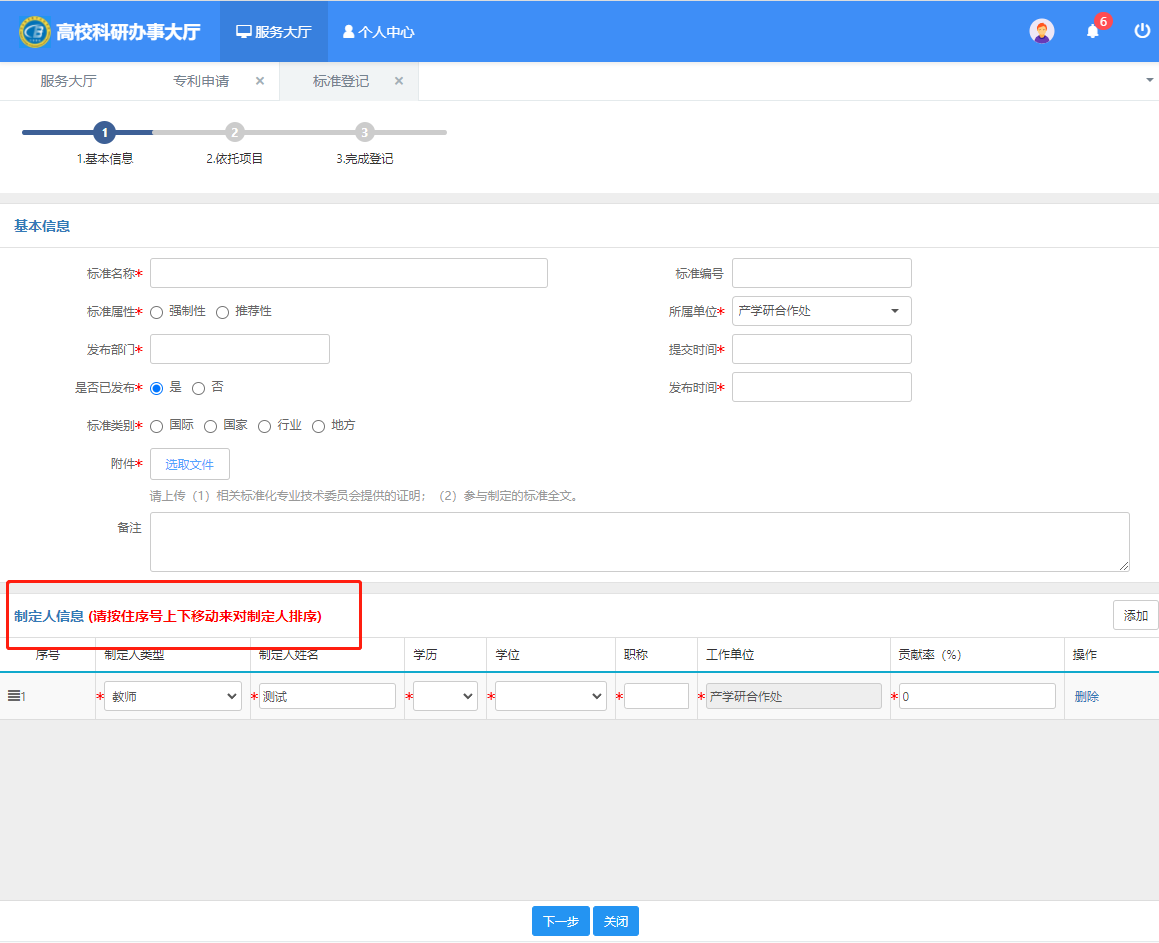 高校科研办事大厅 服务大厅 个人中心 6
服务大厅 专利申请 × 标准登记 ×
1 2 3
1.基本信息 2.依托项目 3.完成登记
基本信息
标准名称* 标准编号
标准属性* 强制性 推荐性 所属单位* 产学研合作处
发布部门* 提交时间*
是否已发布* 是 否 发布时间*
标准类别* 国际 国家 行业 地方
附件* 选取文件
请上传（1）相关标准化专业技术委员会提供的证明；（2）参与制定的标准全文。
备注
制定人信息 (请按住序号上下移动来对制定人排序) 添加
序号 制定人类型 制定人姓名 学历 学位 职称 工作单位 贡献率（%） 操作
1 * 教师 * 测试 * * * * 产学研合作处 * 0 删除
下一步 关闭